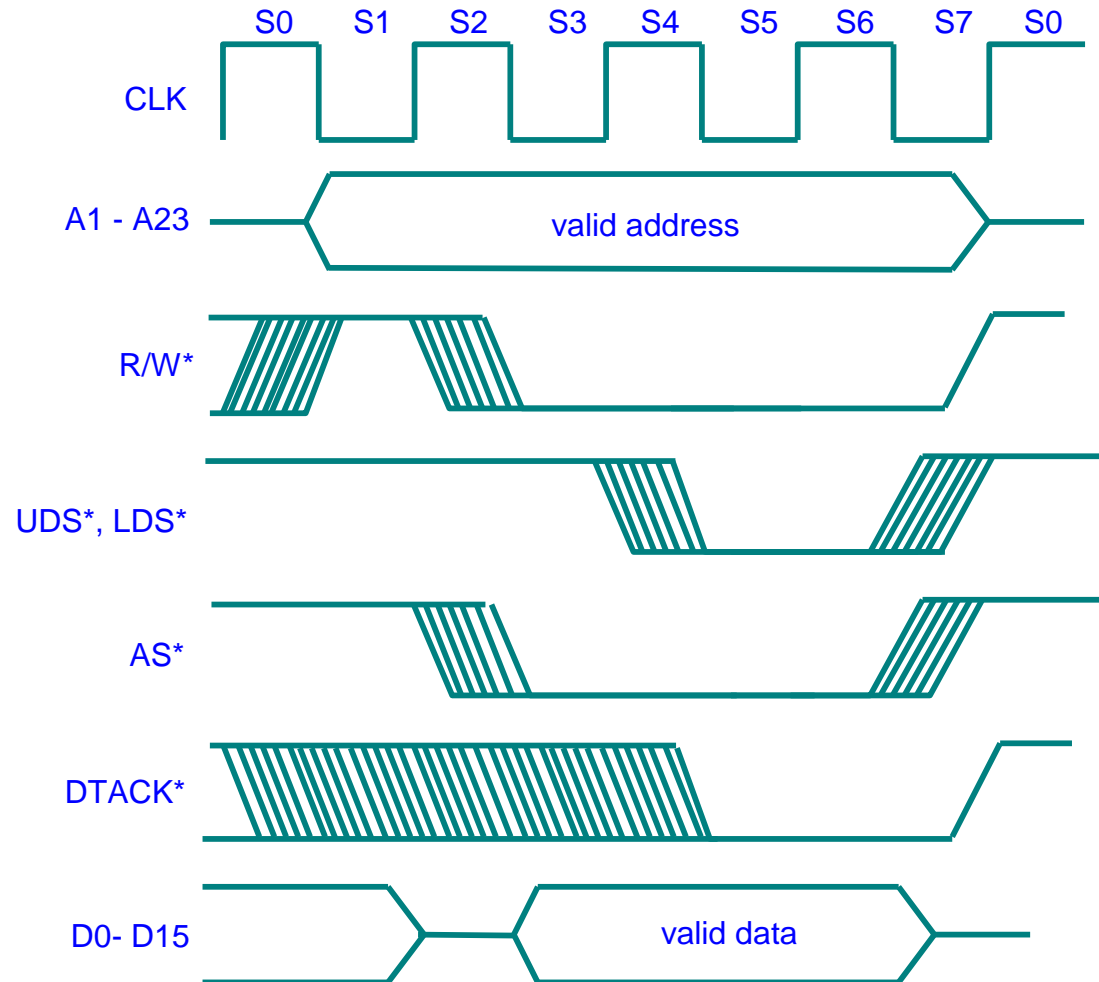 S0 S1 S2 S3 S4 S5 S6 S7 S0
CLK
A1 - A23
valid address
R/W*
UDS*, LDS*
AS*
DTACK*
D0- D15
valid data